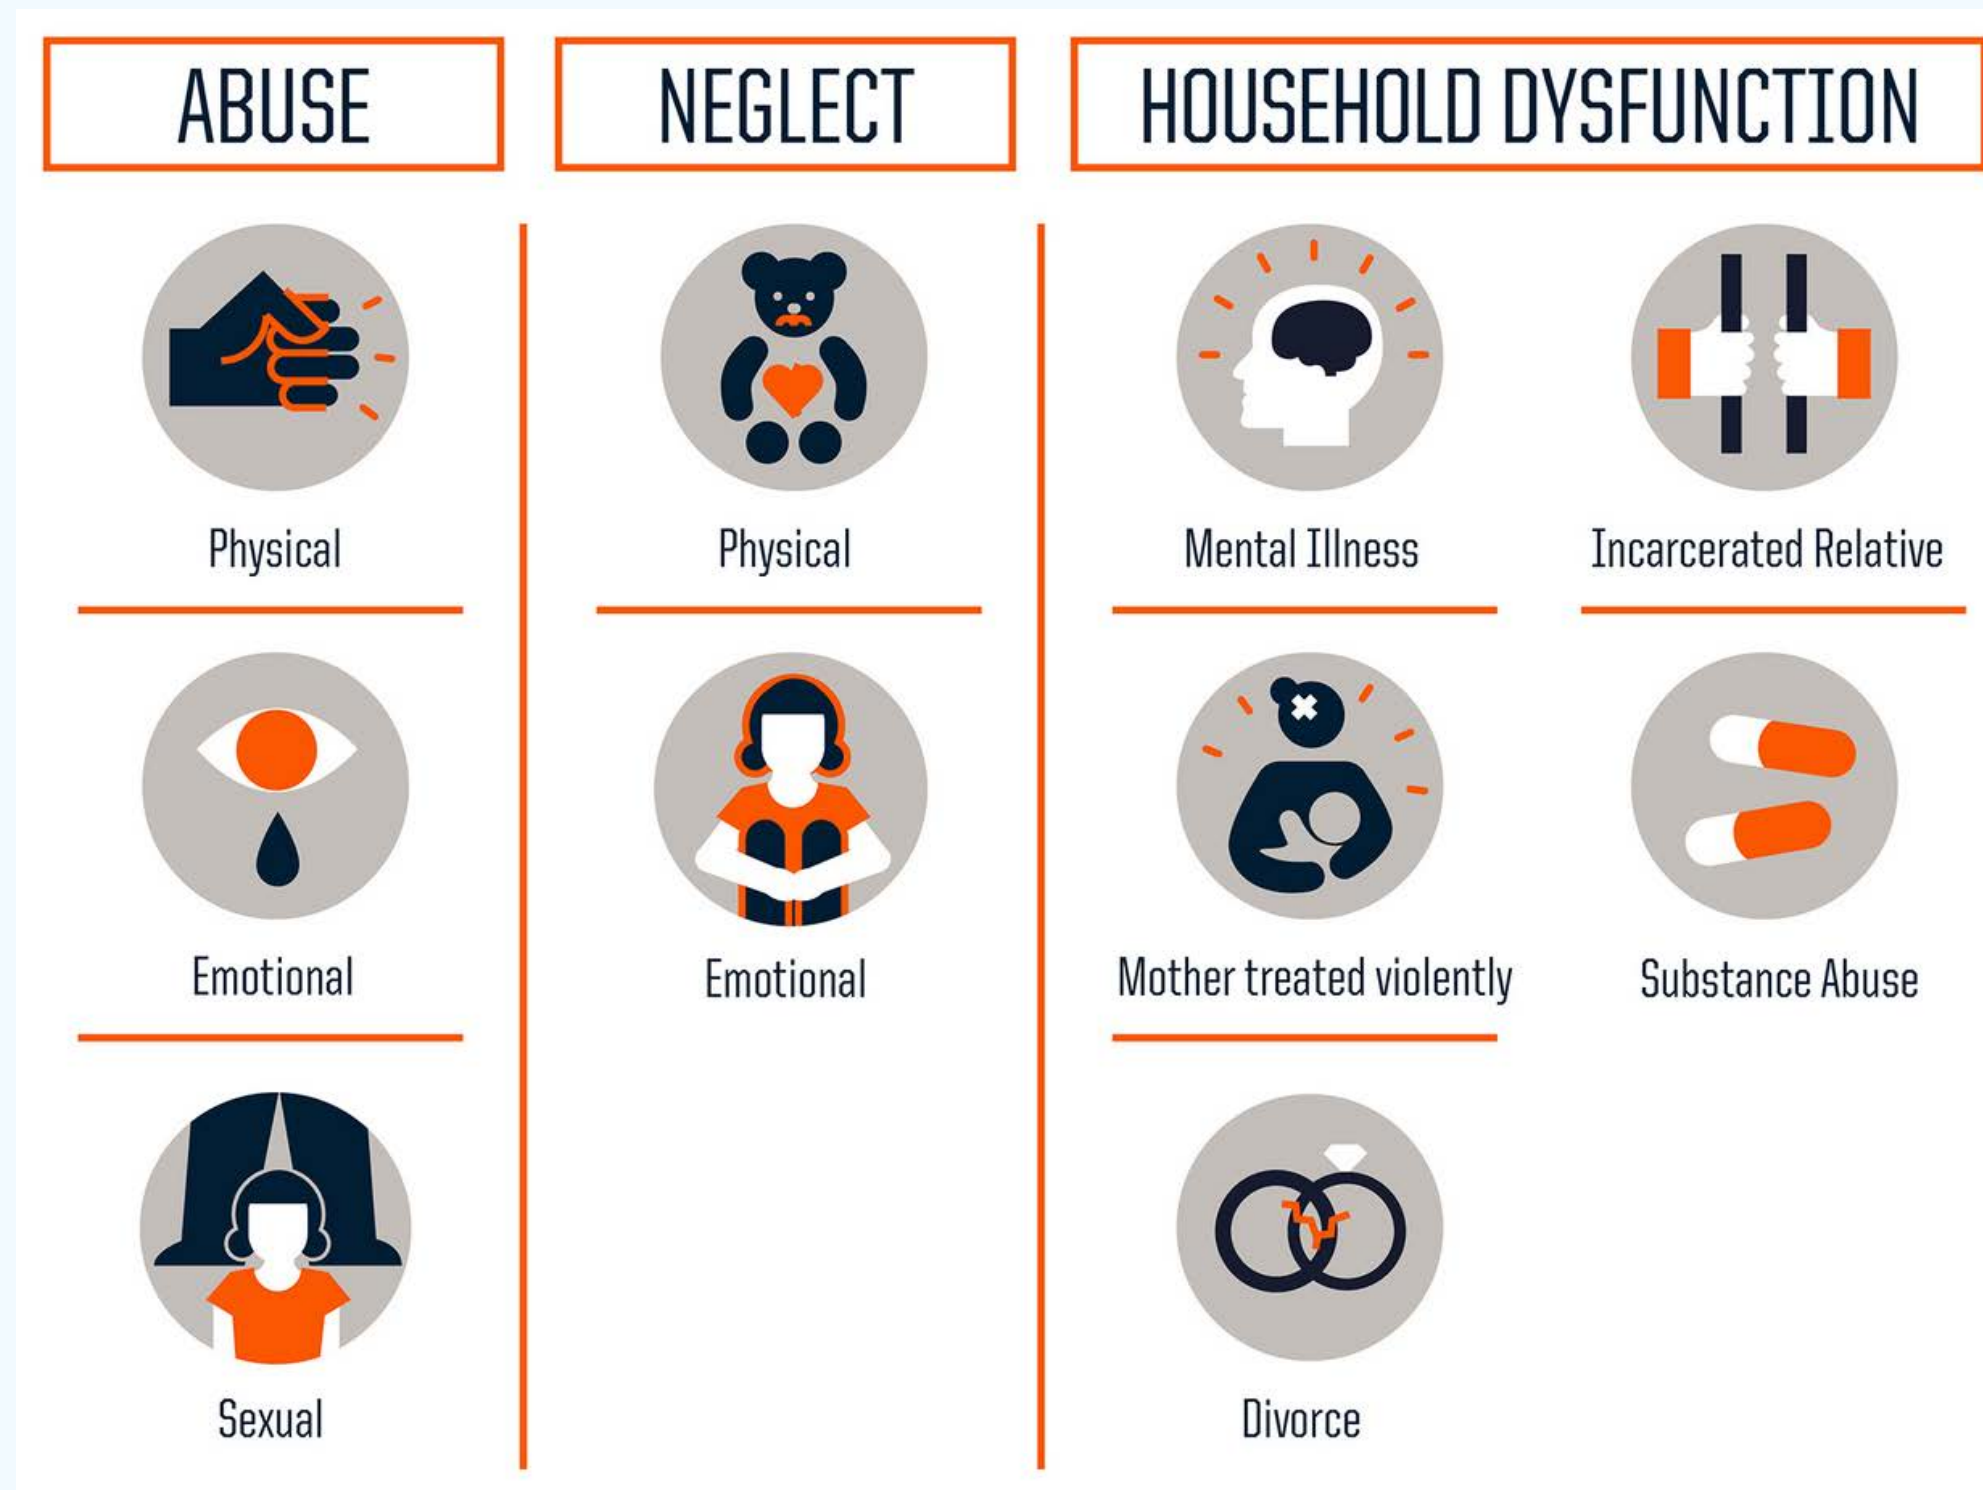 ABUSE
Physical
Emotional
Sexual
NEGLECT
Physical
Emotional
HOUSEHOLD DYSFUNCTION
Mental Illness
Incarcerated Relative
Mother treated violently
Substance Abuse
Divorce